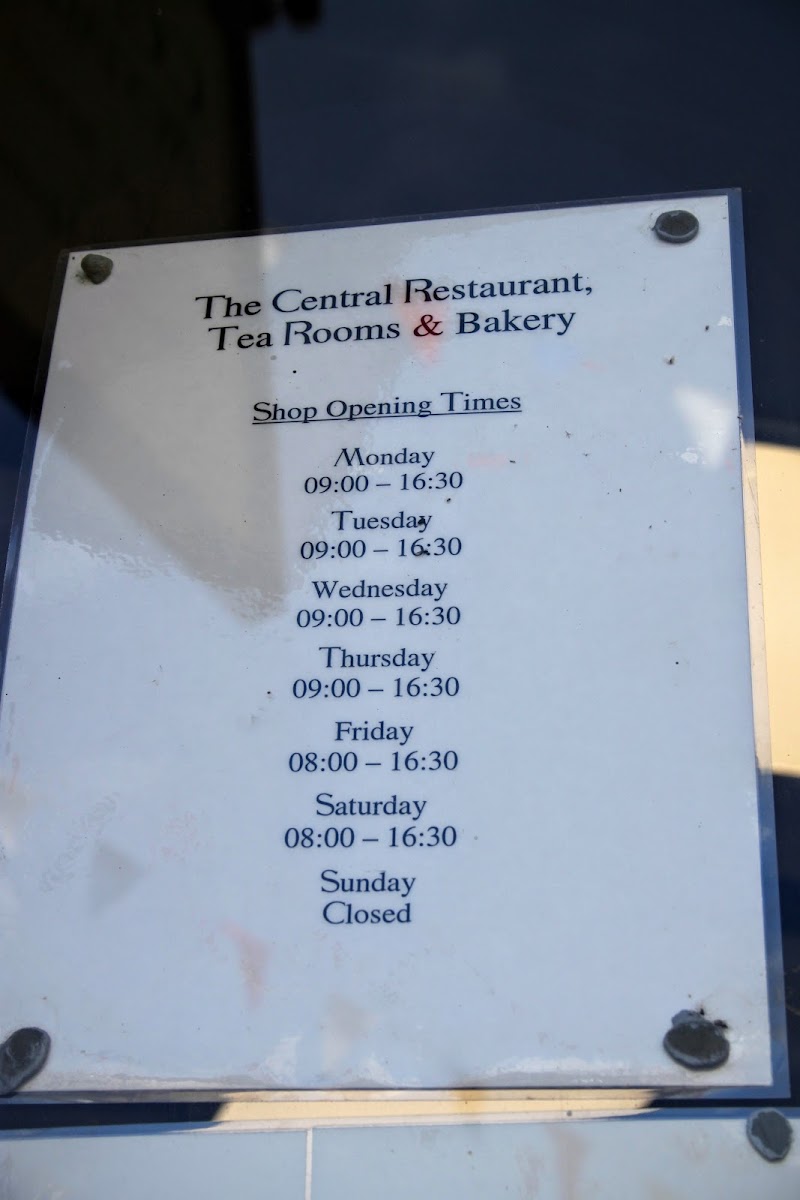 The Central Restaurant,
Tea Rooms & Bakery
Shop Opening Times
Monday
09:00 – 16:30
Tuesday
09:00 – 16:30
Wednesday
09:00 – 16:30
Thursday
09:00 – 16:30
Friday
08:00 – 16:30
Saturday
08:00 – 16:30
Sunday
Closed